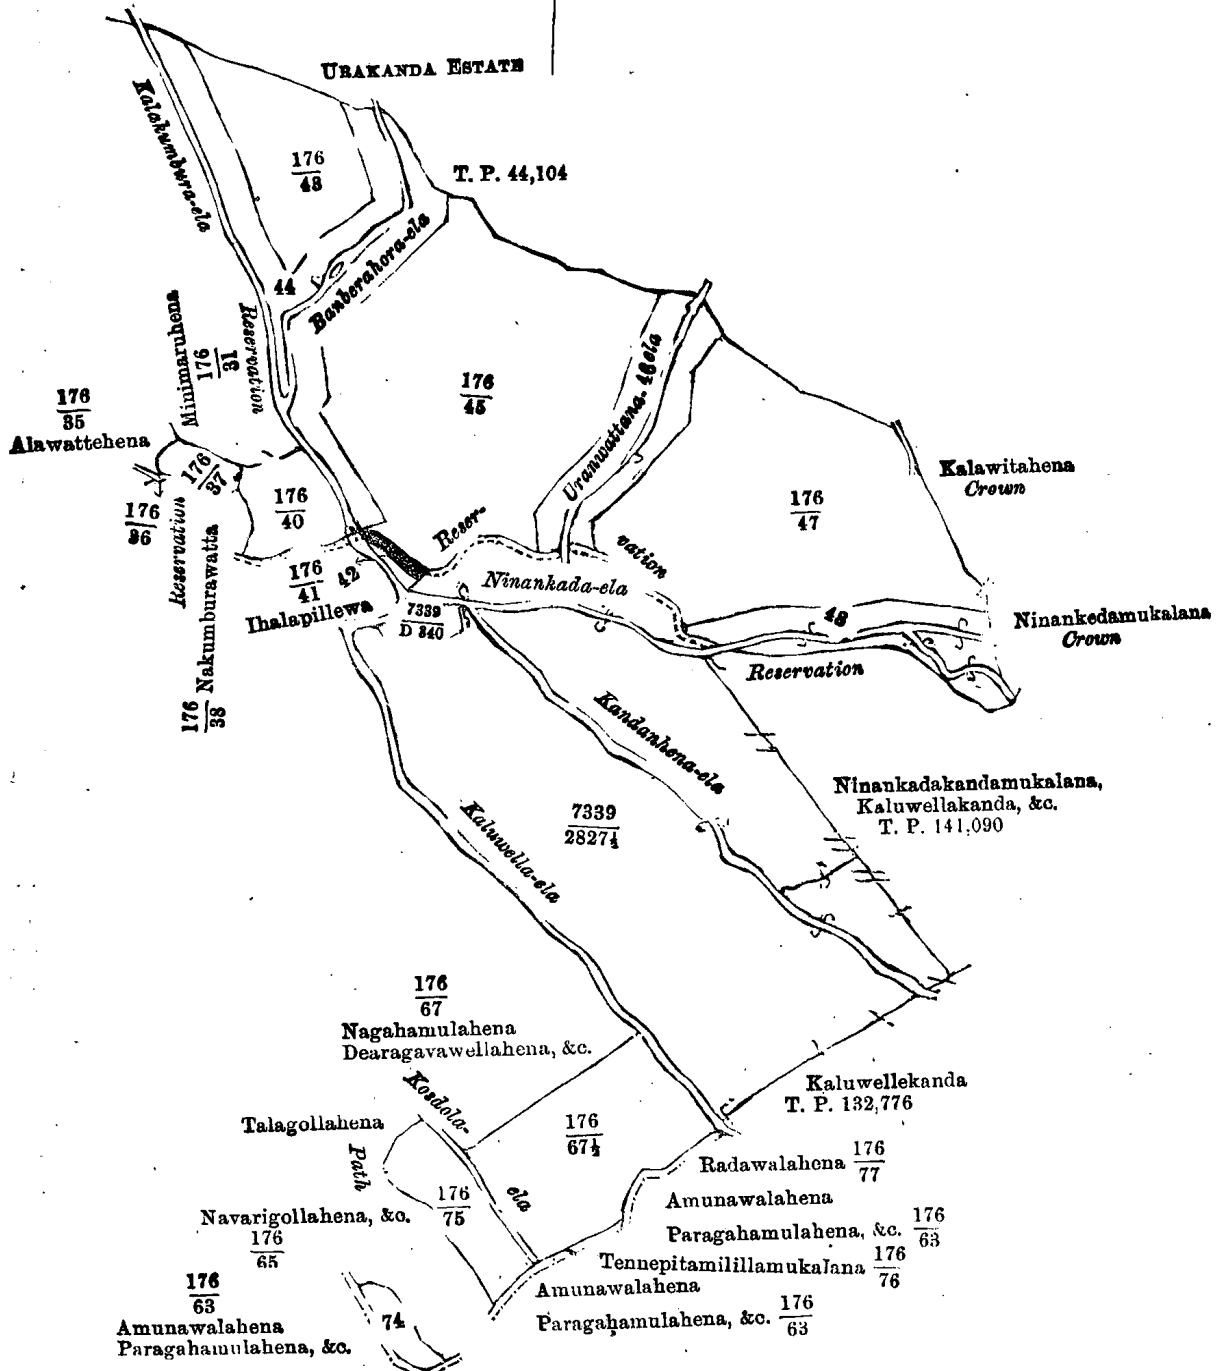 URAKANDA ESTATE
Kalakumbura-ela
176
48
T. P. 44,104
Banberahora-ela
44
Reservation
Minimaruhena
176
31
176
35
Alawattehena
176
37
176
36
Reservation
176
40
176
45
Uranwattana- 46 ela
Kalawitahena
Crown
176
47
Reser-
vation
176
41
42
Ihalapillewa
Nakumburawatta
176
38
7339
D 340
Ninankada-ela
48
Ninankedamukalana
Crown
Reservation
Kandanhena-ela
Ninankadakandamukalana,
Kaluwellakanda, &c.
T. P. 141,090
7339
2827½
Kaluwella-ela
176
67
Nagahamulahena
Dearagavawellahena, &c.
Kosdola-
ela
Kaluwellekanda
T. P. 132,776
Talagollahena
Path
176
67½
Radawalahena 176
77
176
75
Navarigollahena, &c.
176
65
Amunawalahena
Paragahamulahena, &c. 176
63
Tennepitamilillamukalana 176
76
Amunawalahena
Paragahamulahena, &c. 176
63
176
63
Amunawalahena
Paragahamulahena, &c.
74